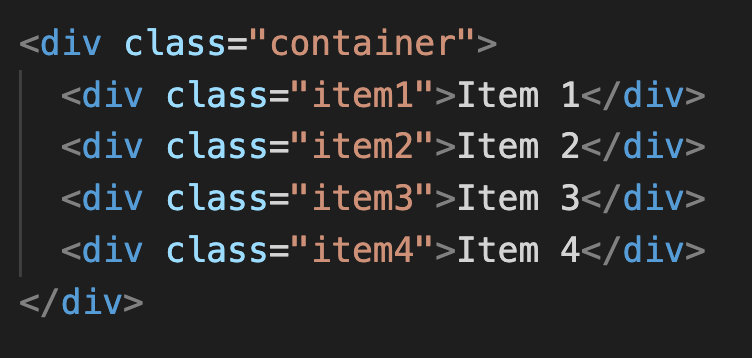 <div class="container">
<div class="item1">Item 1</div>
<div class="item2">Item 2</div>
<div class="item3">Item 3</div>
<div class="item4">Item 4</div>
</div>